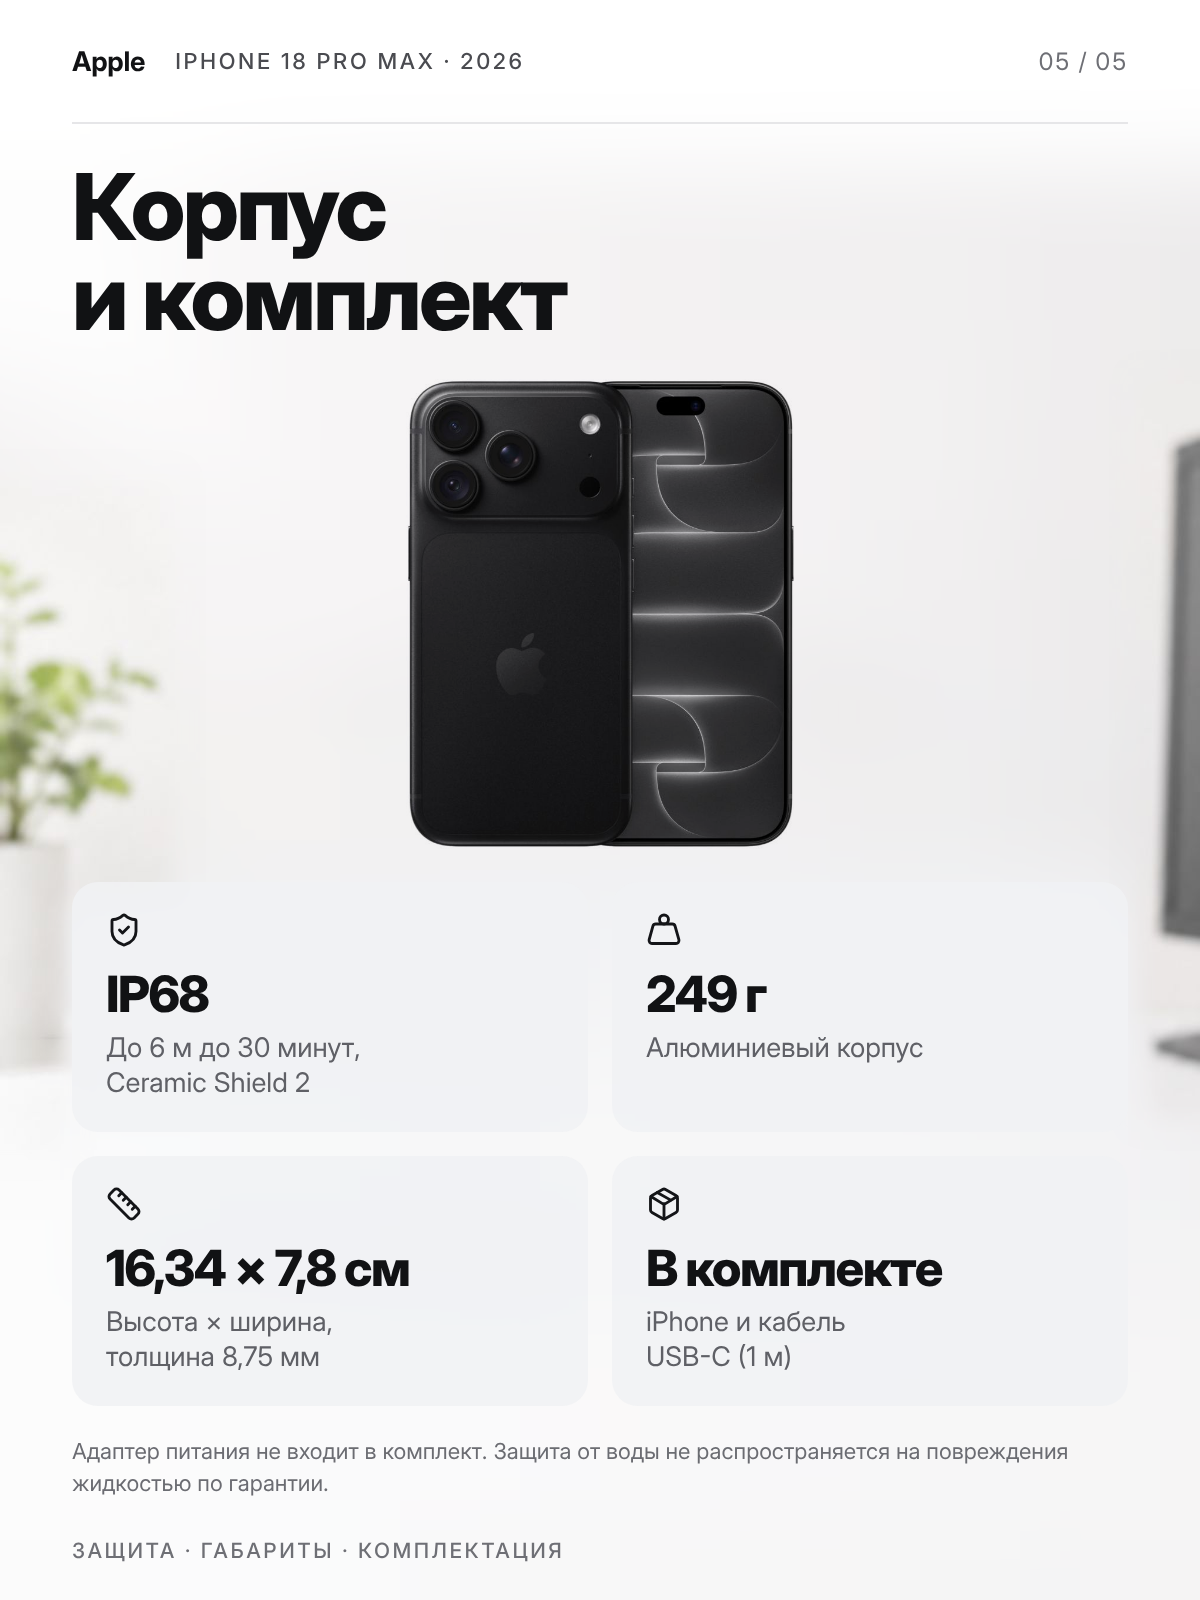 Apple IPHONE 18 PRO MAX · 2026 05 / 05
Корпус
и комплект
IP68
До 6 м до 30 минут,
Ceramic Shield 2
249 г
Алюминиевый корпус
16,34 × 7,8 см
Высота × ширина,
толщина 8,75 мм
В комплекте
iPhone и кабель
USB-C (1 м)
Адаптер питания не входит в комплект. Защита от воды не распространяется на повреждения
жидкостью по гарантии.
ЗАЩИТА · ГАБАРИТЫ · КОМПЛЕКТАЦИЯ